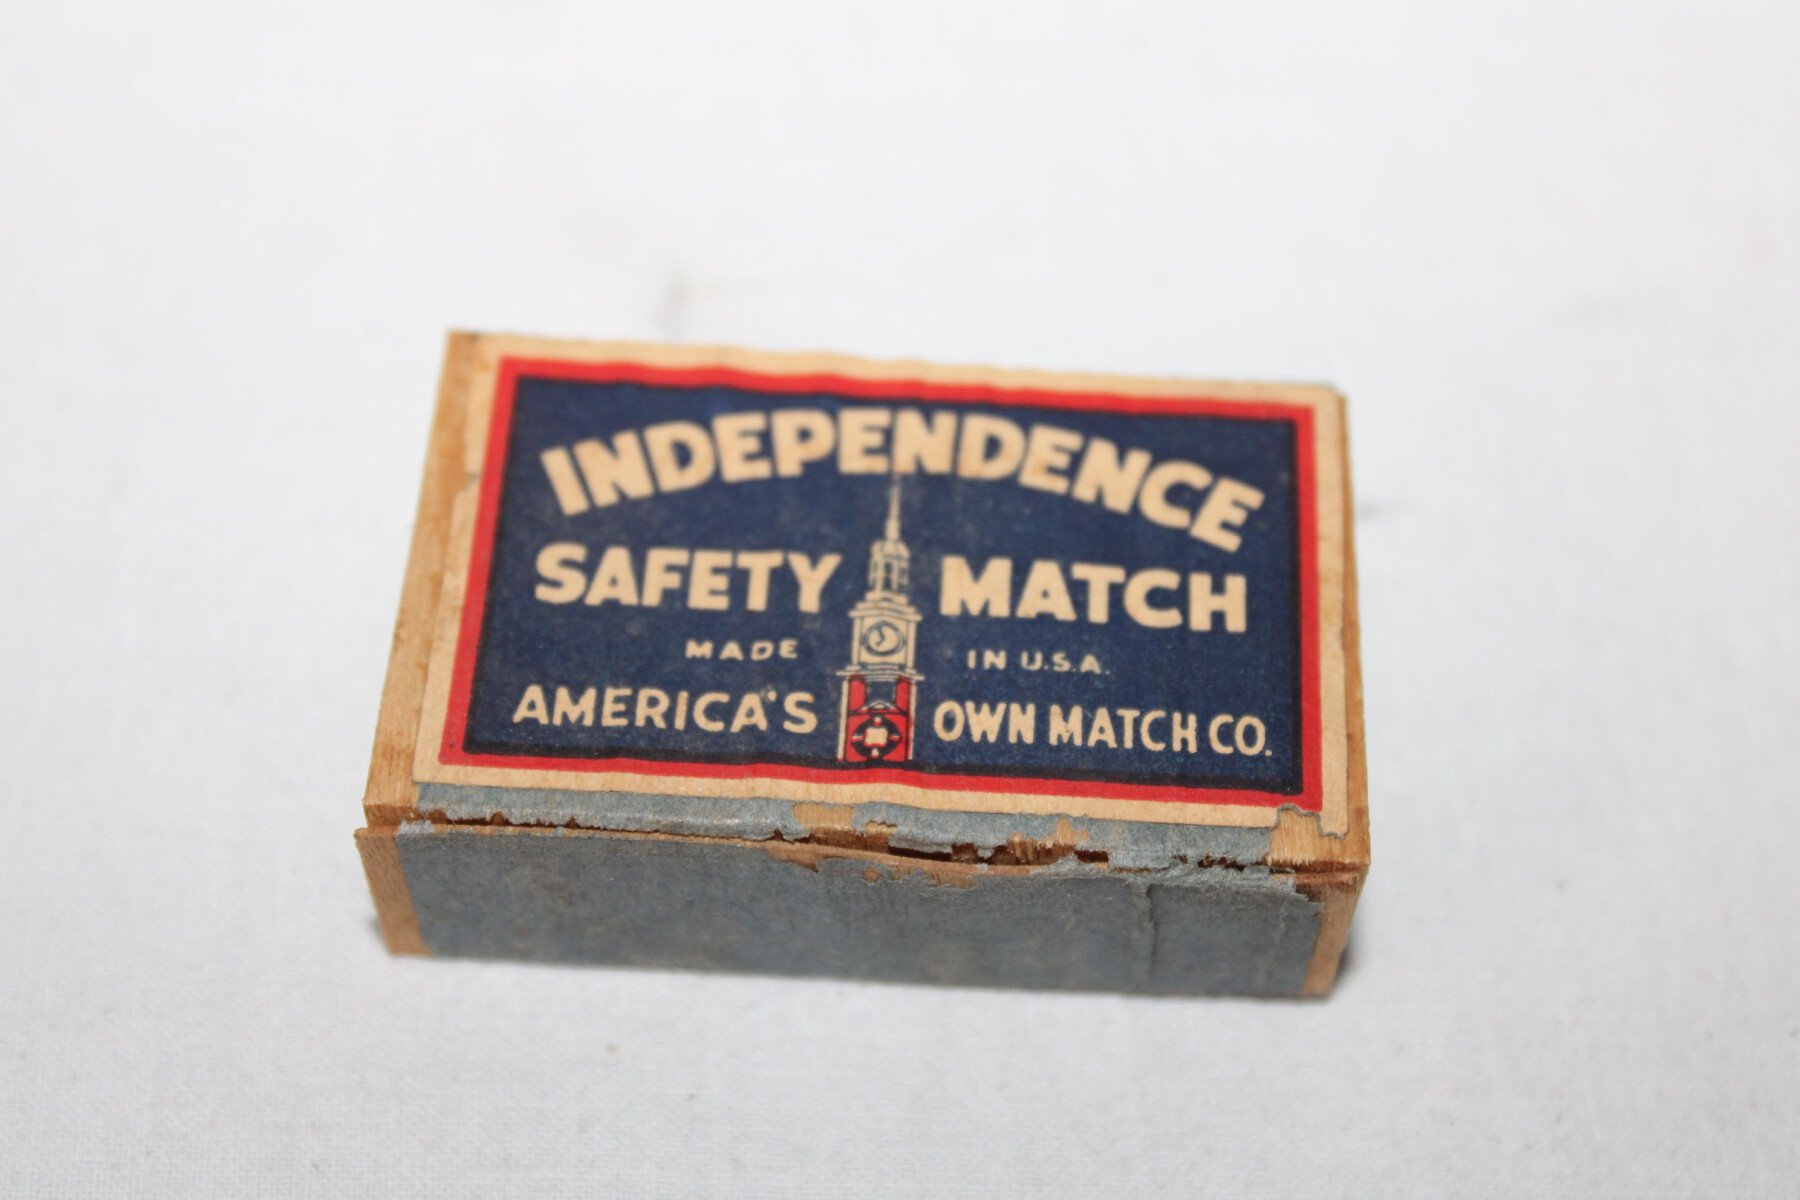 INDEPENDENCE
SAFETY MATCH
MADE IN U.S.A.
AMERICA'S OWN MATCH CO.